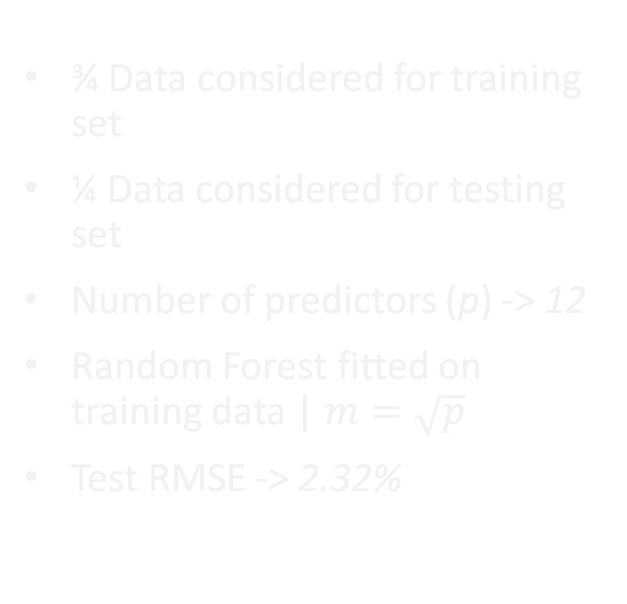 • ¾ Data considered for training
set
• ¼ Data considered for testing
set
• Number of predictors (p) -> 12
• Random Forest fitted on
training data | 𝑚 = √𝑝
• Test RMSE -> 2.32%